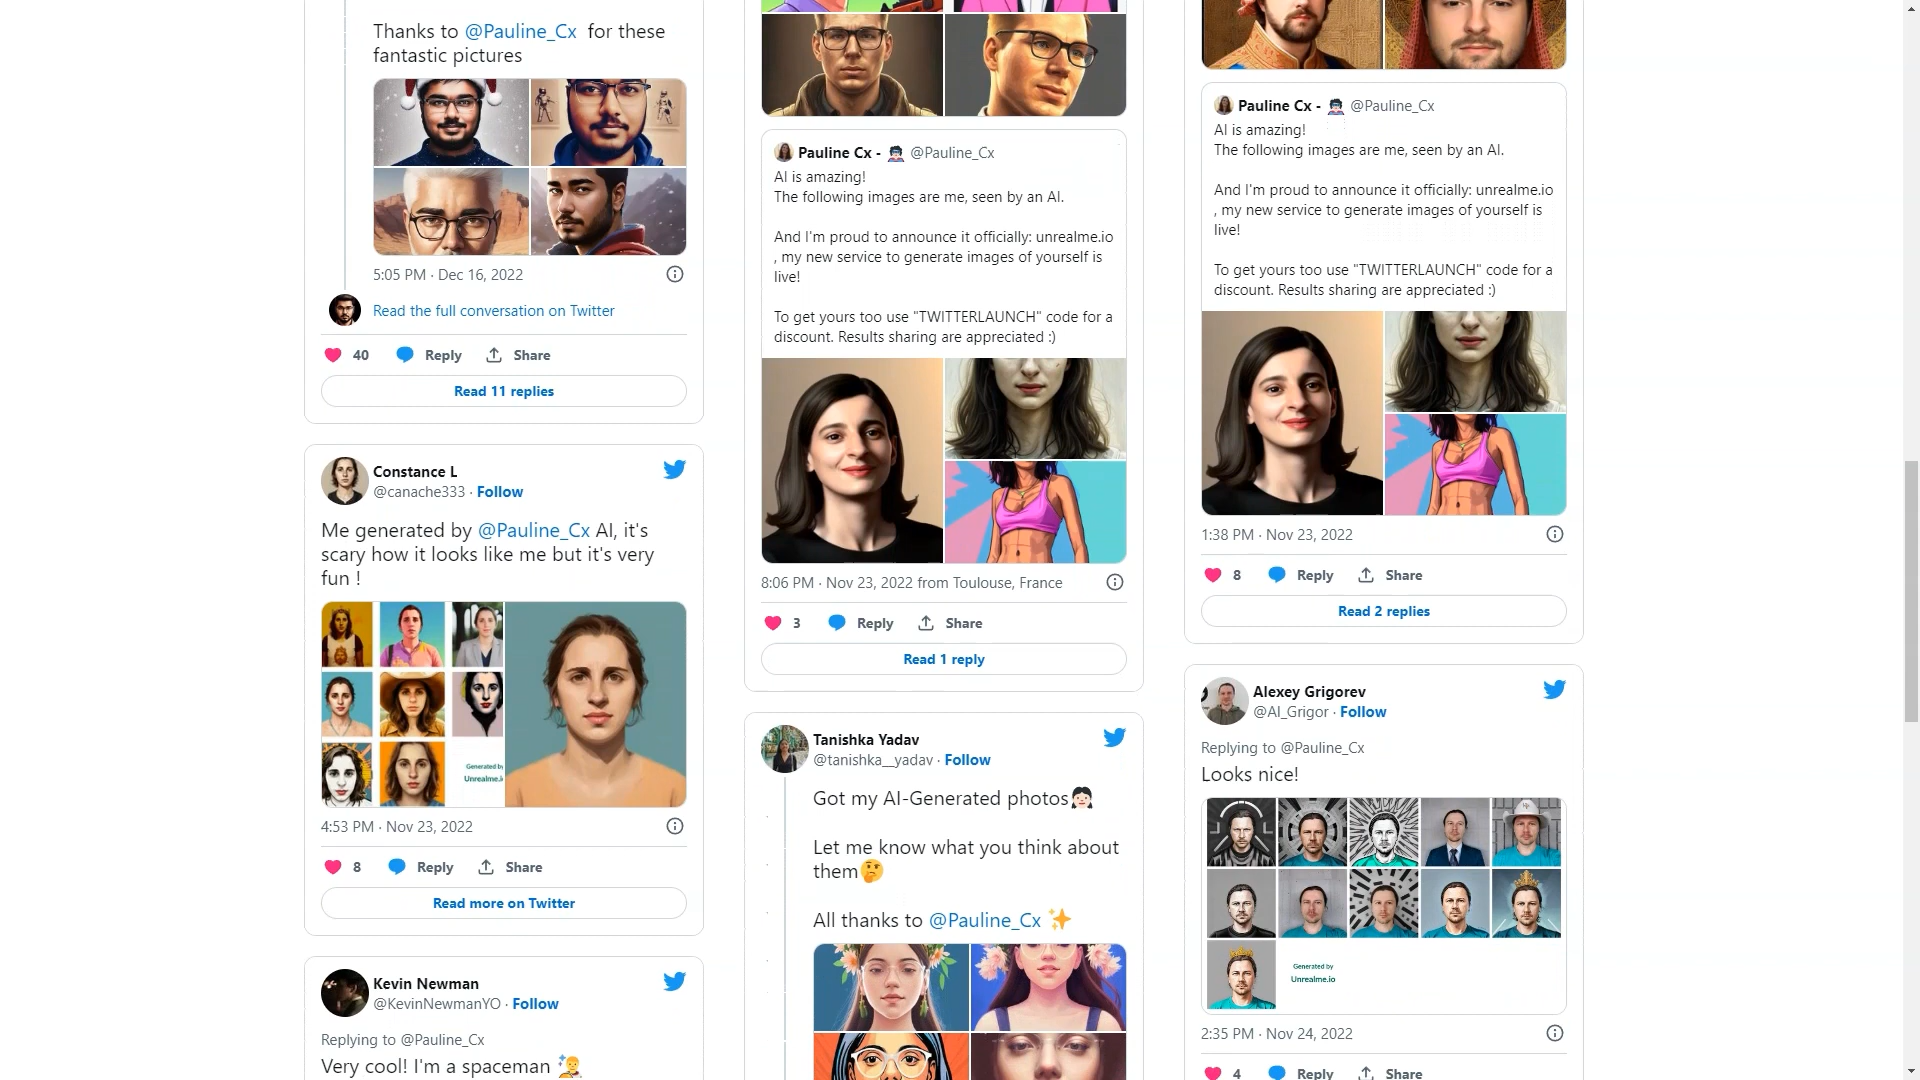 Thanks to @Pauline_Cx for these
fantastic pictures
5:05 PM · Dec 16, 2022
Read the full conversation on Twitter
40 Reply Share
Read 11 replies
Constance L
@canache333 · Follow
Me generated by @Pauline_Cx AI, it's
scary how it looks like me but it's very
fun !
Generated by
Unrealme.i
4:53 PM · Nov 23, 2022
8 Reply Share
Read more on Twitter
Kevin Newman
@KevinNewmanYO · Follow
Replying to @Pauline_Cx
Very cool! I'm a spaceman 🧑‍🚀
Pauline Cx - @Pauline_Cx
AI is amazing!
The following images are me, seen by an AI.
And I'm proud to announce it officially: unrealme.io
, my new service to generate images of yourself is
live!
To get yours too use "TWITTERLAUNCH" code for a
discount. Results sharing are appreciated :)
8:06 PM · Nov 23, 2022 from Toulouse, France
3 Reply Share
Read 1 reply
Tanishka Yadav
@tanishka__yadav · Follow
Got my AI-Generated photos👧🏻
Let me know what you think about
them🤔
All thanks to @Pauline_Cx ✨
Pauline Cx - @Pauline_Cx
AI is amazing!
The following images are me, seen by an AI.
And I'm proud to announce it officially: unrealme.io
, my new service to generate images of yourself is
live!
To get yours too use "TWITTERLAUNCH" code for a
discount. Results sharing are appreciated :)
1:38 PM · Nov 23, 2022
8 Reply Share
Read 2 replies
Alexey Grigorev
@Al_Grigor · Follow
Replying to @Pauline_Cx
Looks nice!
Generated by
Unrealme.io
2:35 PM · Nov 24, 2022
4 Reply Share